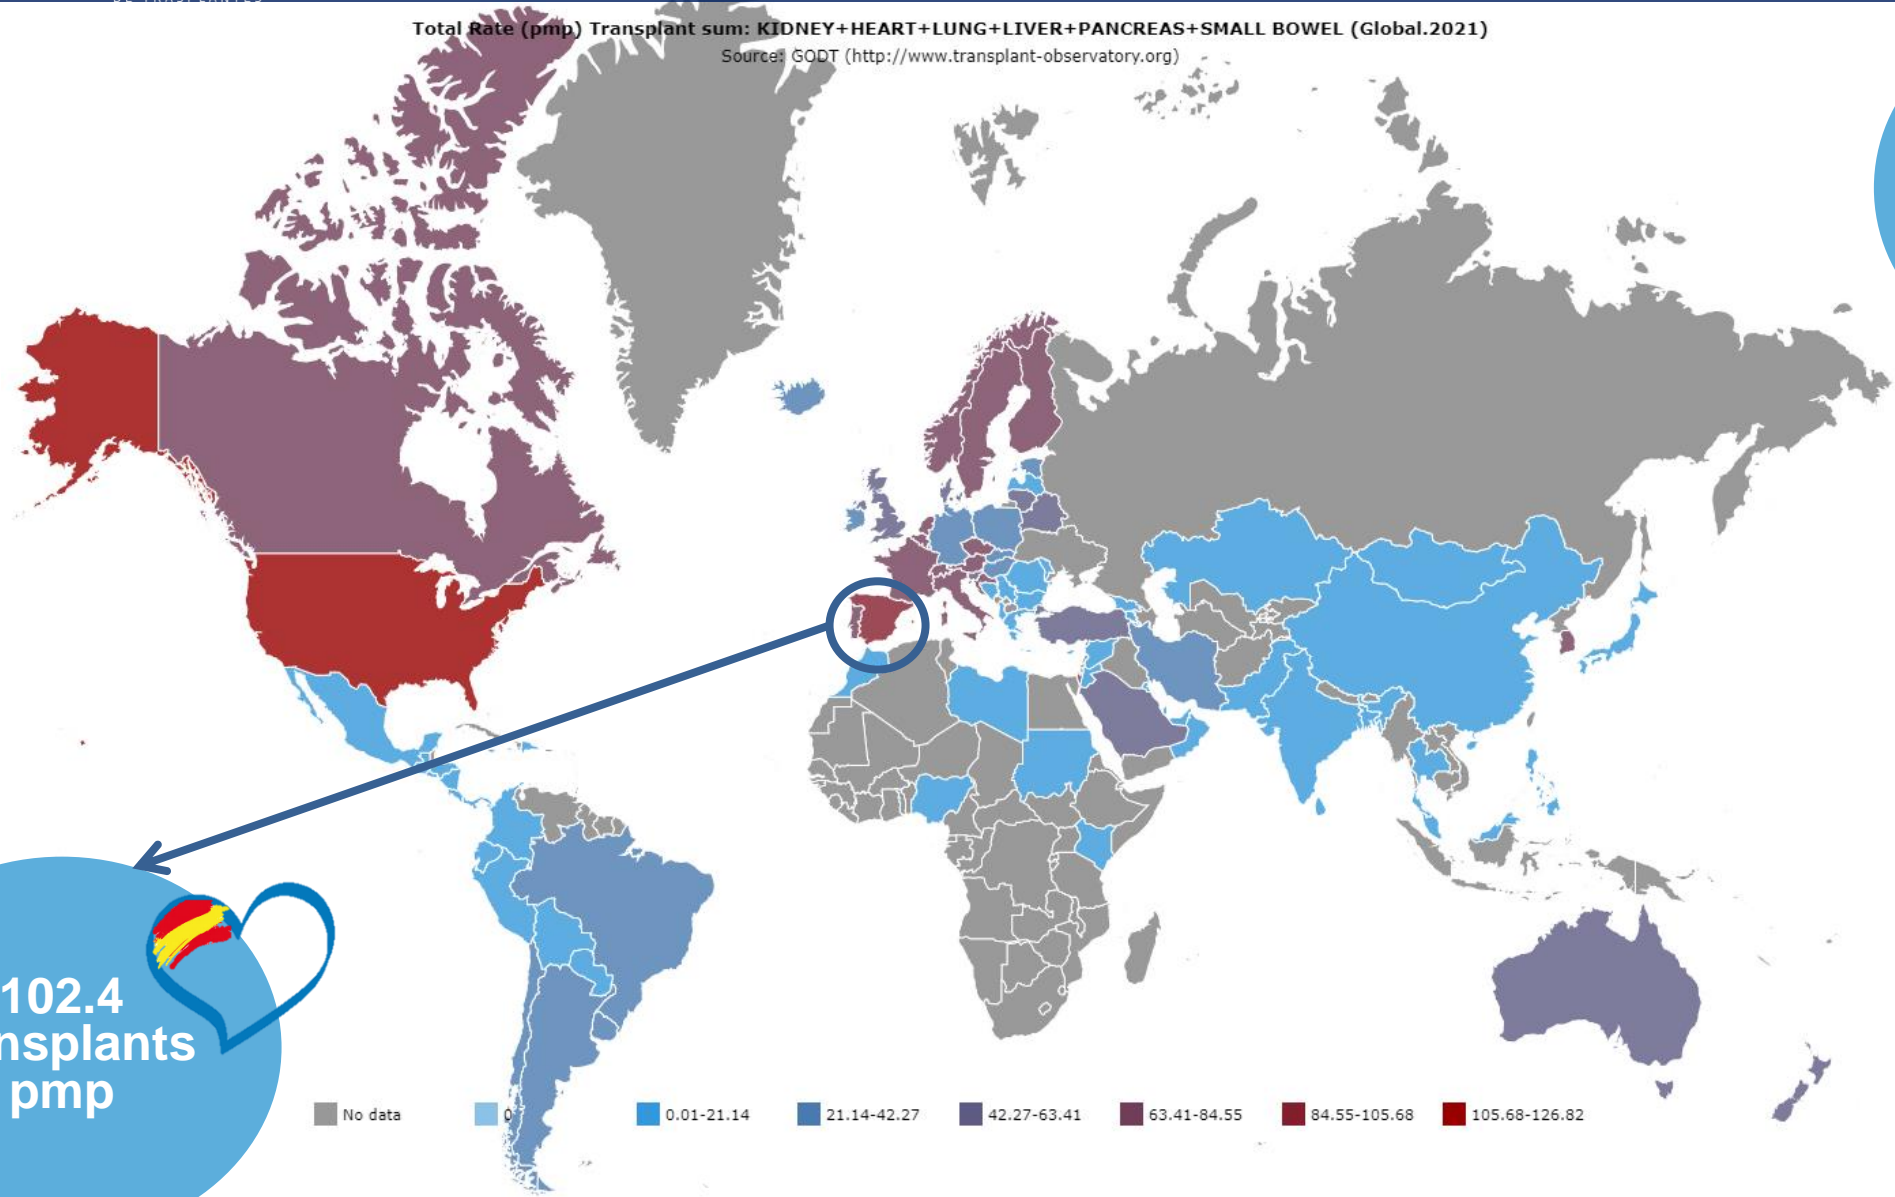 Total Rate (pmp) Transplant sum: KIDNEY+HEART+LUNG+LIVER+PANCREAS+SMALL BOWEL (Global.2021)
Source: GODT (http://www.transplant-observatory.org)
102.4
nsplants
pmp
No data
0
0.01-21.14
21.14-42.27
42.27-63.41
63.41-84.55
84.55-105.68
105.68-126.82